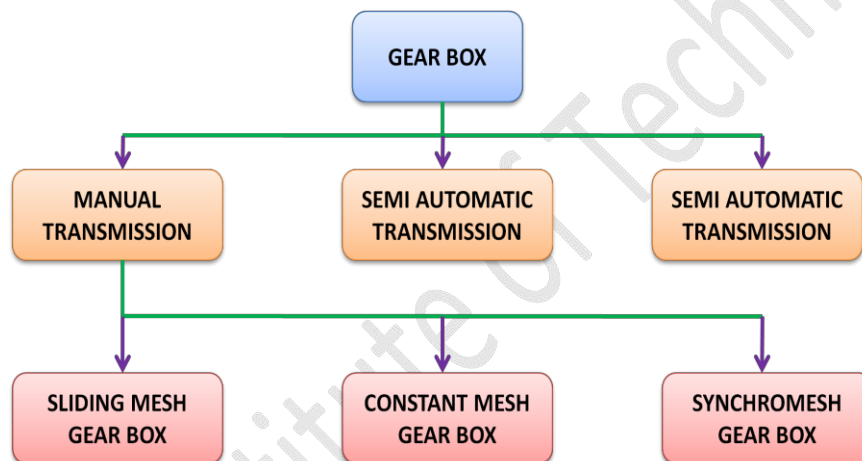 GEAR BOX
MANUAL
TRANSMISSION
SEMI AUTOMATIC
TRANSMISSION
SEMI AUTOMATIC
TRANSMISSION
SLIDING MESH
GEAR BOX
CONSTANT MESH
GEAR BOX
SYNCHROMESH
GEAR BOX